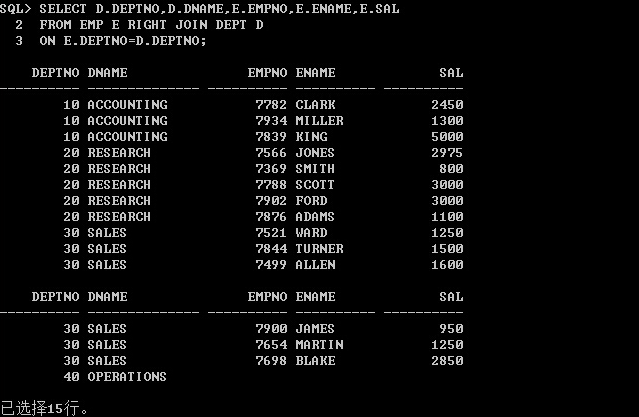 SQL> SELECT D.DEPTNO,D.DNAME,E.EMPNO,E.ENAME,E.SAL
  2  FROM EMP E RIGHT JOIN DEPT D
  3  ON E.DEPTNO=D.DEPTNO;

    DEPTNO DNAME               EMPNO ENAME             SAL
---------- -------------- ---------- ---------- ----------
        10 ACCOUNTING           7782 CLARK            2450
        10 ACCOUNTING           7934 MILLER           1300
        10 ACCOUNTING           7839 KING             5000
        20 RESEARCH             7566 JONES            2975
        20 RESEARCH             7369 SMITH             800
        20 RESEARCH             7788 SCOTT            3000
        20 RESEARCH             7902 FORD             3000
        20 RESEARCH             7876 ADAMS            1100
        30 SALES                7521 WARD             1250
        30 SALES                7844 TURNER           1500
        30 SALES                7499 ALLEN            1600

    DEPTNO DNAME               EMPNO ENAME             SAL
---------- -------------- ---------- ---------- ----------
        30 SALES                7900 JAMES             950
        30 SALES                7654 MARTIN           1250
        30 SALES                7698 BLAKE            2850
        40 OPERATIONS

已选择15行。